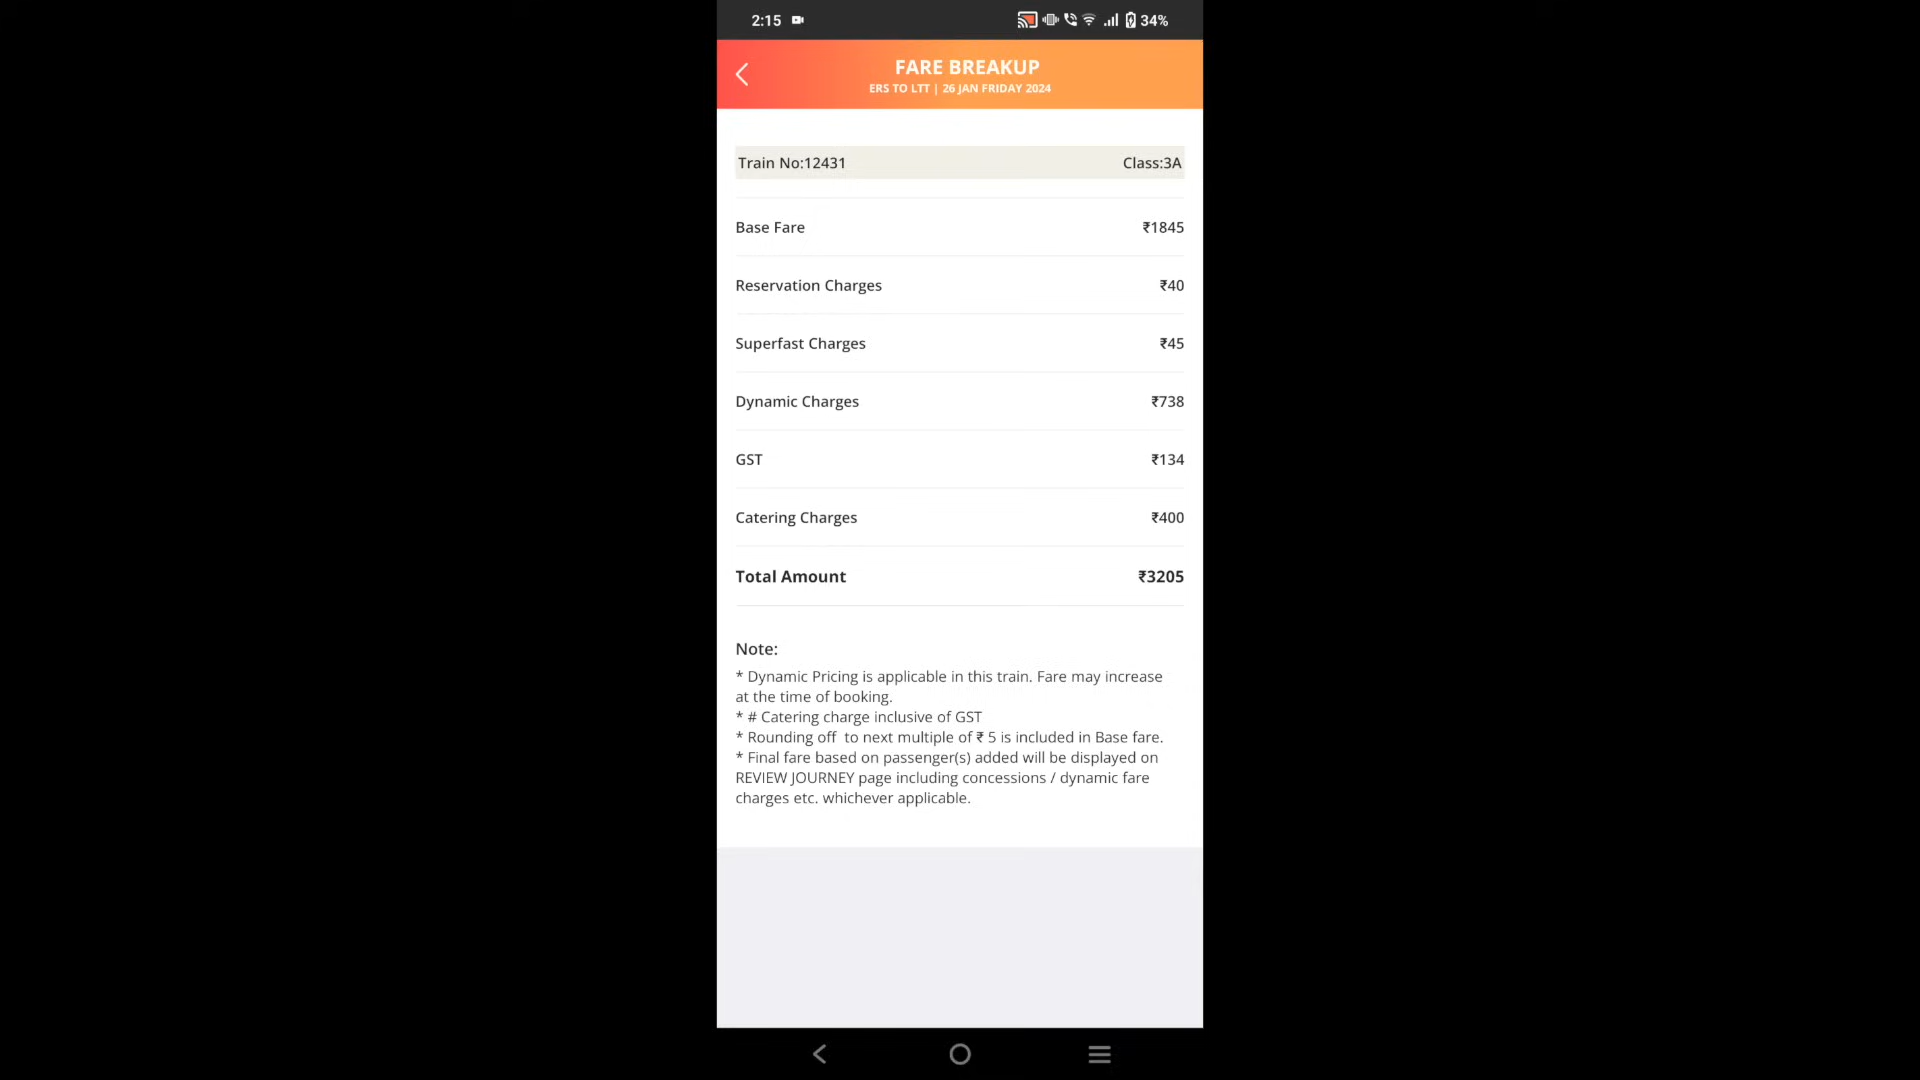 2:15
34%
FARE BREAKUP
ERS TO LTT | 26 JAN FRIDAY 2024
Train No:12431 Class:3A
Base Fare ₹1845
Reservation Charges ₹40
Superfast Charges ₹45
Dynamic Charges ₹738
GST ₹134
Catering Charges ₹400
Total Amount ₹3205
Note:
* Dynamic Pricing is applicable in this train. Fare may increase
at the time of booking.
* # Catering charge inclusive of GST
* Rounding off  to next multiple of ₹ 5 is included in Base fare.
* Final fare based on passenger(s) added will be displayed on
REVIEW JOURNEY page including concessions / dynamic fare
charges etc. whichever applicable.